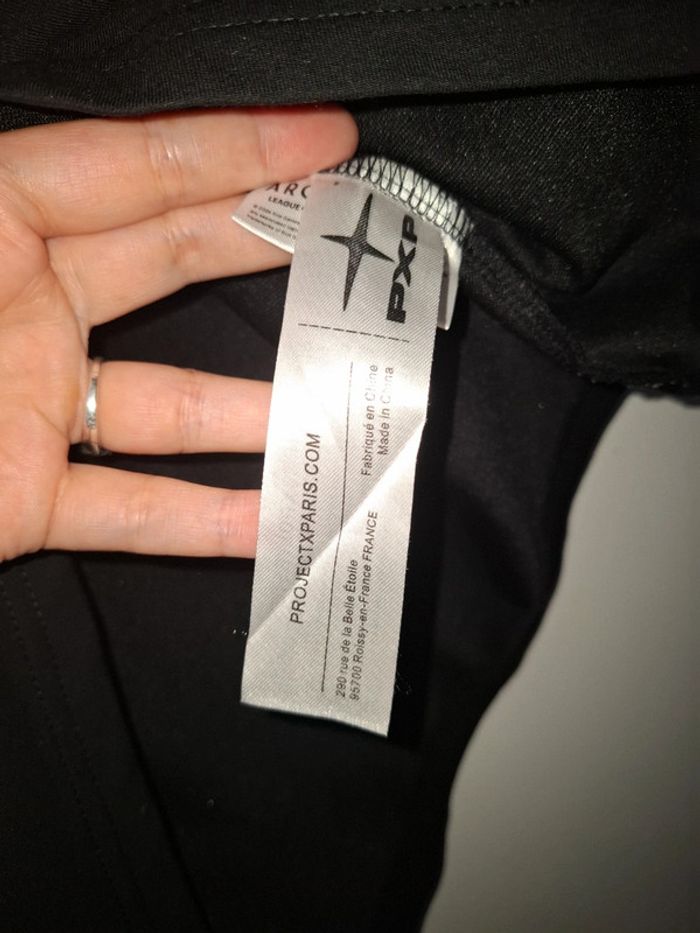 PXP
PROJECTXPARIS.COM
Fabriqué en Chine
Made in China
290 rue de la Belle Étoile
95700 Roissy-en-France FRANCE
ARC
LEAGUE